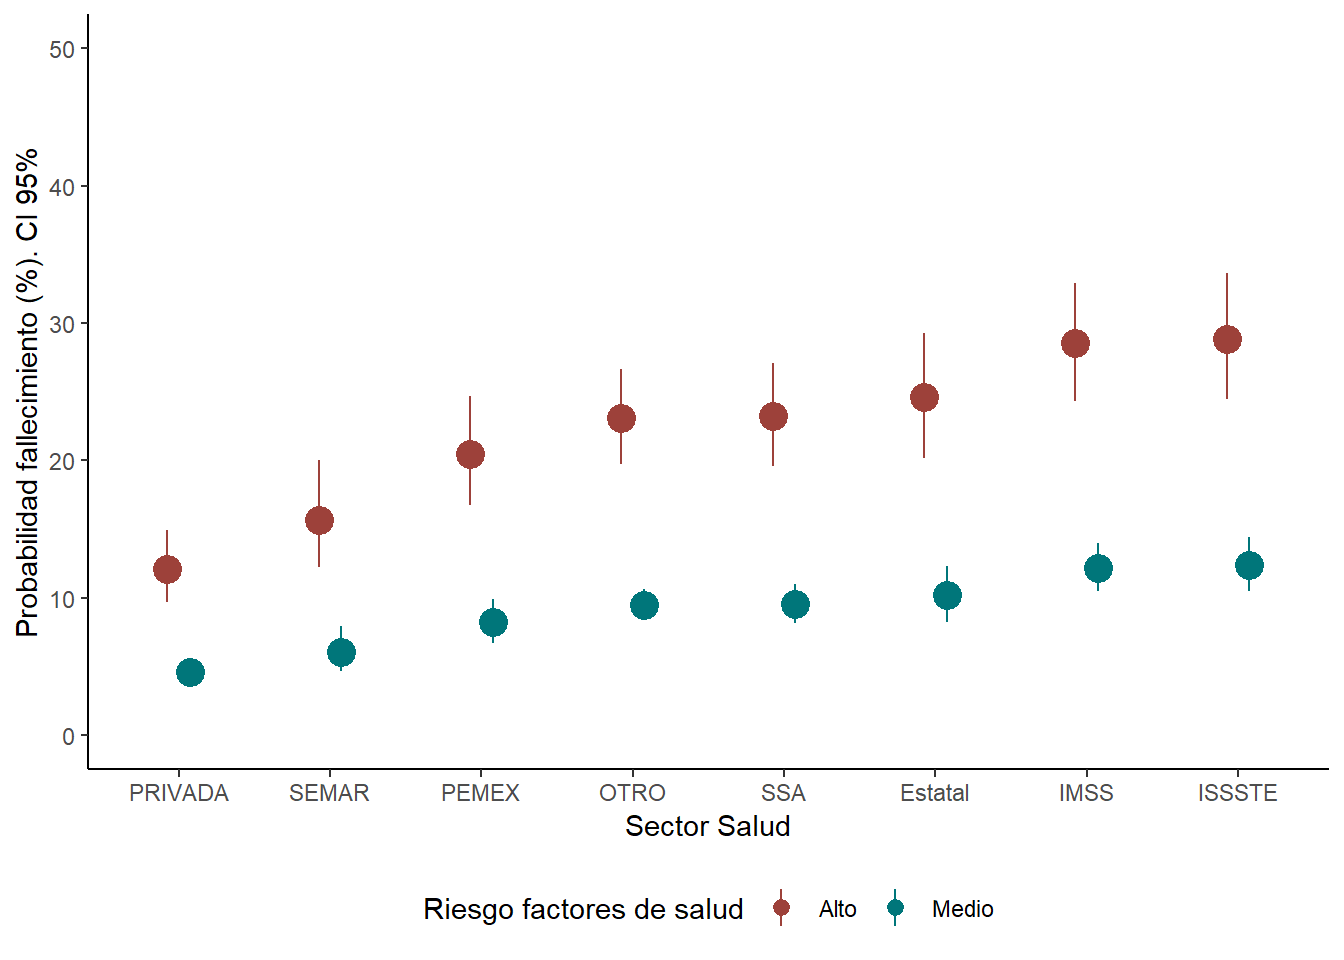 Probabilidad fallecimiento (%). CI 95%
50
40
30
20
10
0
PRIVADA SEMAR PEMEX OTRO SSA Estatal IMSS ISSSTE
Sector Salud
Riesgo factores de salud Alto Medio